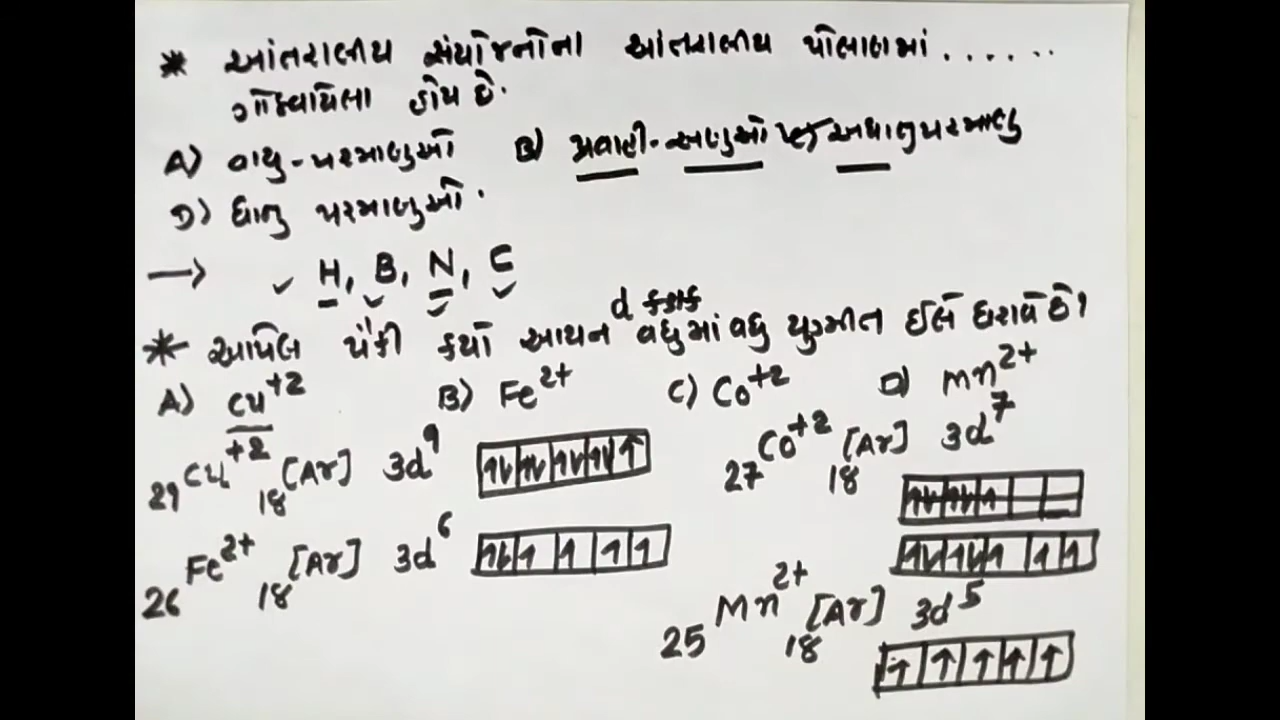 * આંતરાલીય સંયોજનોના આંતરાલીય પોલાણમાં ......
ગોઠવાયેલા હોય છે.
A) વાયુ-પરમાણુઓ B) પ્રવાહી-અણુઓ અધાતુપરમાણુ
D) ધાતુ પરમાણુઓ.
→ ✓ H, B, N, C
d કક્ષક
* આપેલ પૈકી કયો આયન વધુમાં વધુ યુગ્મીત ઈલે ધરાવે છે?
A) Cu+2 B) Fe2+ C) Co+2 D) Mn2+
29Cu+2 18[Ar] 3d9
27Co+2 18[Ar] 3d7
26Fe2+ 18[Ar] 3d6
25Mn2+ 18[Ar] 3d5